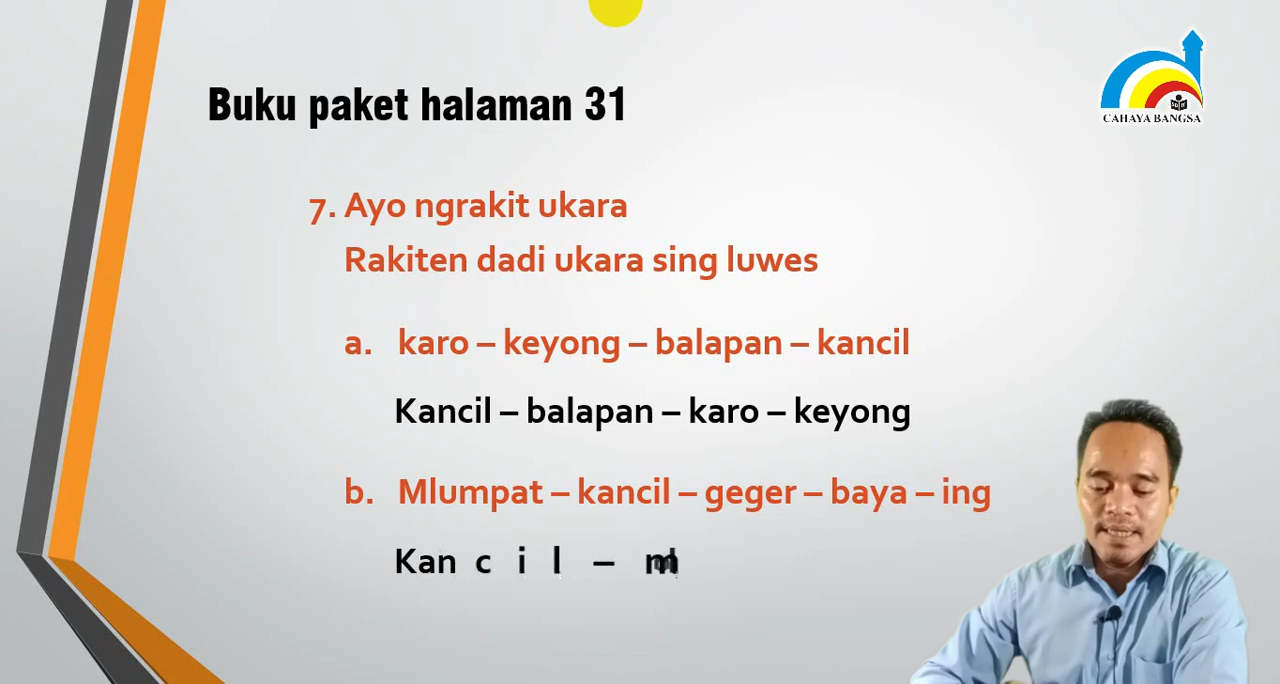 Buku paket halaman 31
CAHAYA BANGSA
7. Ayo ngrakit ukara
Rakiten dadi ukara sing luwes
a. karo – keyong – balapan – kancil
Kancil – balapan – karo – keyong
b. Mlumpat – kancil – geger – baya – ing
Kancil –